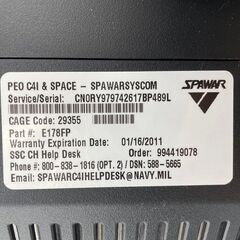 PEO C4I & SPACE – SPAWARSYSCOM
SPAWAR
Service/Serial: CN0RY979742617BP489L
CAGE Code: 29355
Part #: E178FP
Warranty Expiration Date: 01/16/2011
SSC CH Help Desk Order: 994419078
Phone #: 800-838-1816 (OPT. 2) / DSN: 588-5665
Email: SPAWARC4IHELPDESK@NAVY.MIL